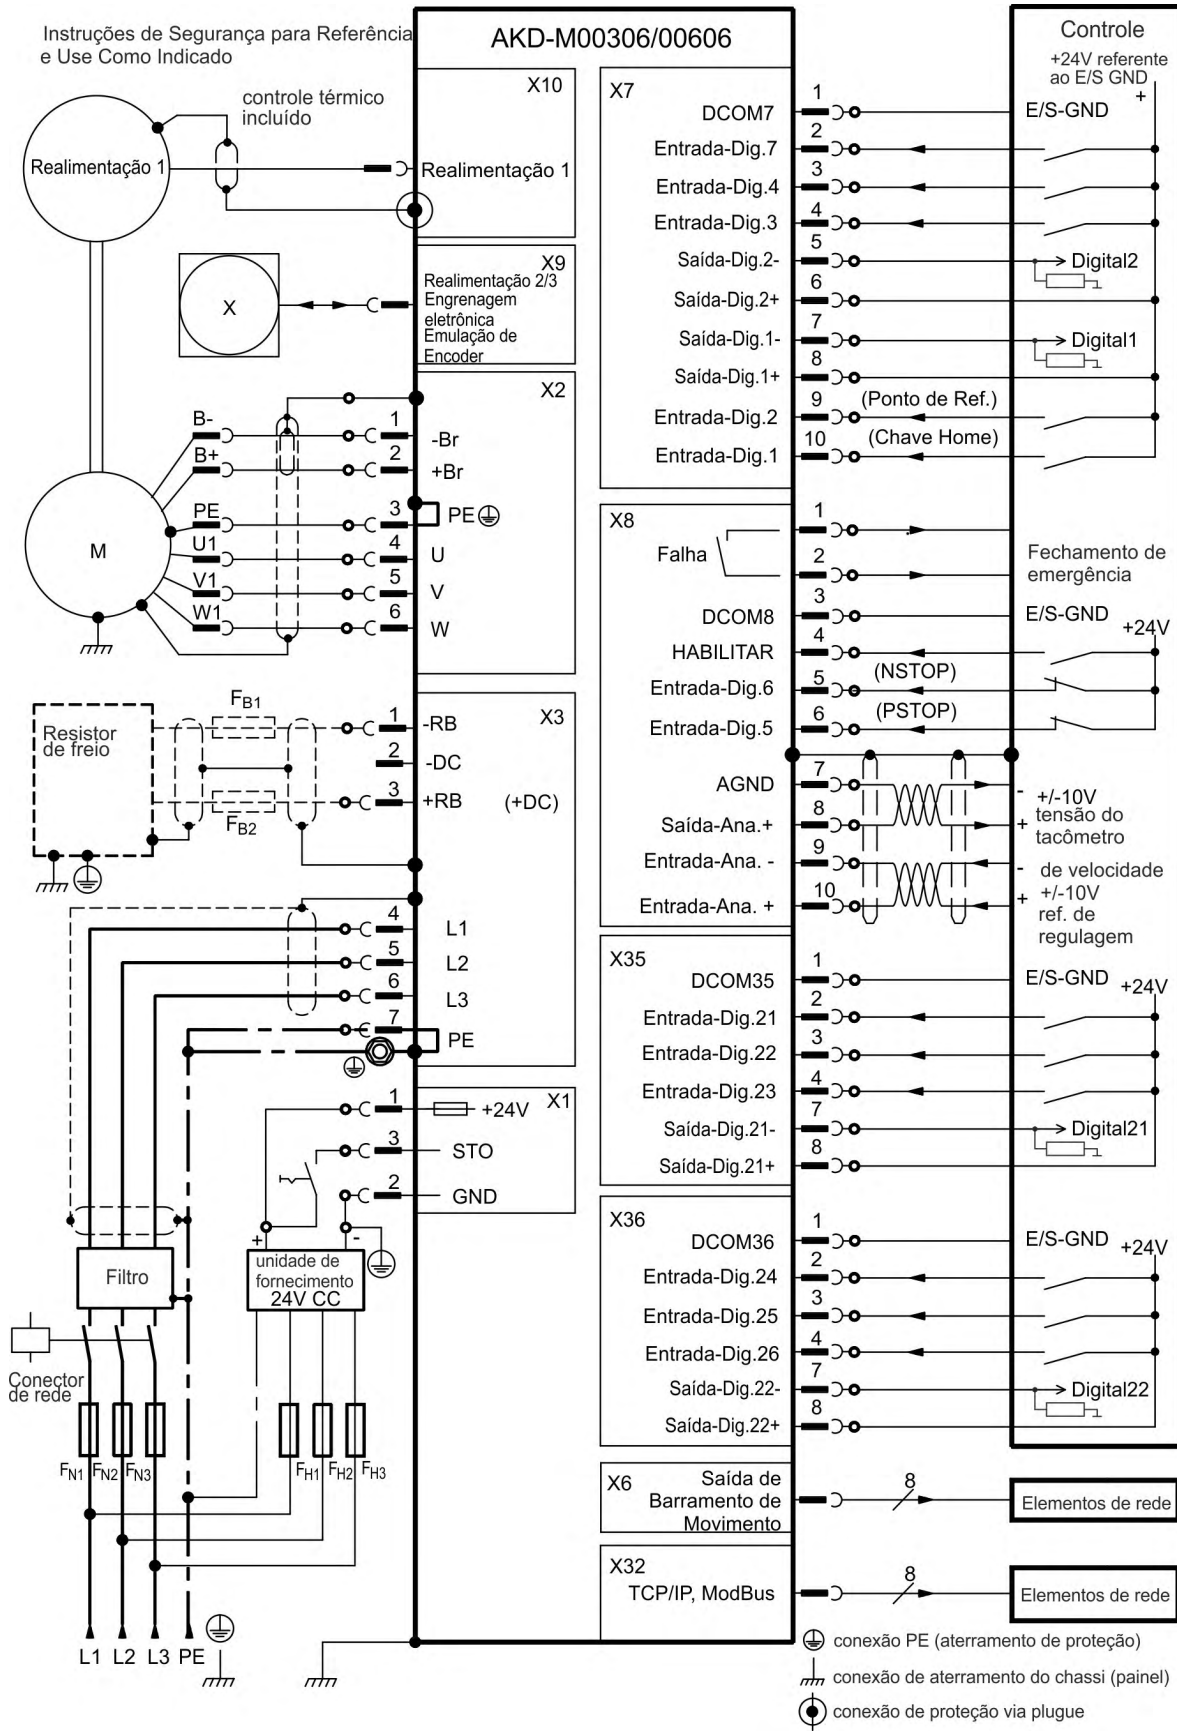 Instruções de Segurança para Referência
e Use Como Indicado
AKD-M00306/00606
Controle
+24V referente
ao E/S GND
+
X10
controle térmico
incluído
Realimentação 1
Realimentação 1
X9
Realimentação 2/3
Engrenagem
eletrônica
Emulação de
Encoder
X
X2
B-
1
-Br
B+
2
+Br
PE
3
PE
U1
4
U
V1
5
V
W1
6
W
M
X3
Resistor
de freio
FB1
1
-RB
2
-DC
3
+RB
(+DC)
FB2
4
L1
5
L2
6
L3
7
PE
X1
1
+24V
3
STO
2
GND
+
-
unidade de
fornecimento
24V CC
Filtro
Conector
de rede
FN1
FN2
FN3
FH1
FH2
FH3
L1
L2
L3
PE
X7
DCOM7
1
E/S-GND
Entrada-Dig.7
2
Entrada-Dig.4
3
Entrada-Dig.3
4
Saída-Dig.2-
5
Digital2
Saída-Dig.2+
6
Saída-Dig.1-
7
Digital1
Saída-Dig.1+
8
Entrada-Dig.2
9
(Ponto de Ref.)
Entrada-Dig.1
10
(Chave Home)
X8
Falha
1
2
Fechamento de
emergência
DCOM8
3
E/S-GND
+24V
HABILITAR
4
Entrada-Dig.6
5
(NSTOP)
Entrada-Dig.5
6
(PSTOP)
AGND
7
-
+/-10V
tensão do
tacômetro
Saída-Ana.+
8
+
Entrada-Ana. -
9
-
de velocidade
+/-10V
ref. de
regulagem
Entrada-Ana. +
10
+
X35
DCOM35
1
E/S-GND
+24V
Entrada-Dig.21
2
Entrada-Dig.22
3
Entrada-Dig.23
4
Saída-Dig.21-
7
Digital21
Saída-Dig.21+
8
X36
DCOM36
1
E/S-GND
+24V
Entrada-Dig.24
2
Entrada-Dig.25
3
Entrada-Dig.26
4
Saída-Dig.22-
7
Digital22
Saída-Dig.22+
8
X6
Saída de
Barramento de
Movimento
8
Elementos de rede
X32
TCP/IP, ModBus
8
Elementos de rede
conexão PE (aterramento de proteção)
conexão de aterramento do chassi (painel)
conexão de proteção via plugue